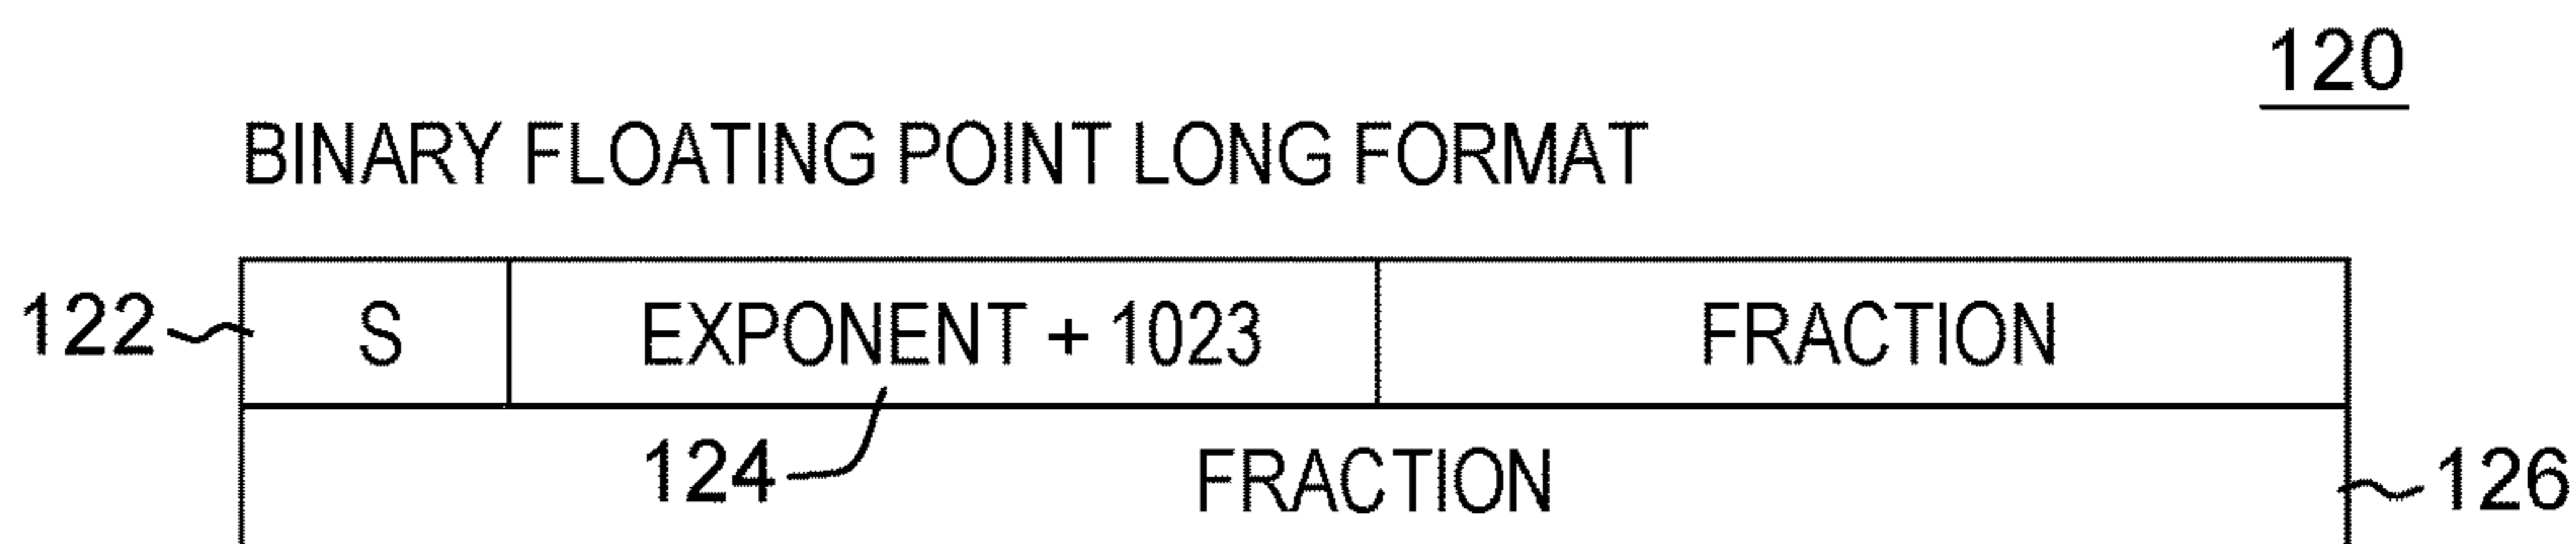 120
BINARY FLOATING POINT LONG FORMAT
122 S EXPONENT + 1023 FRACTION
124 FRACTION 126